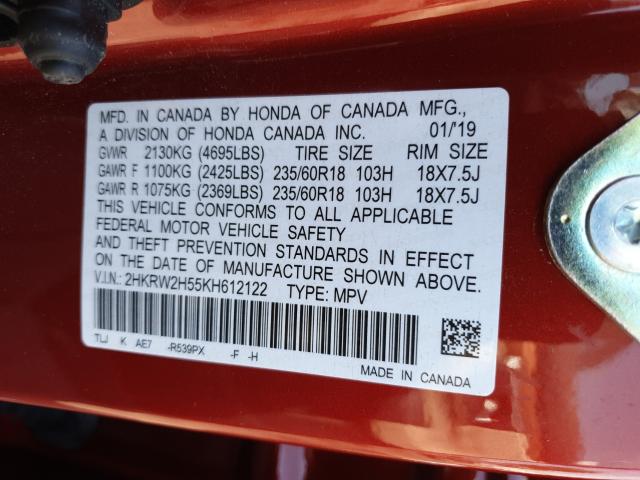 MFD. IN CANADA BY HONDA OF CANADA MFG.,
A DIVISION OF HONDA CANADA INC. 01/'19
GVWR 2130KG (4695LBS) TIRE SIZE RIM SIZE
GAWR F 1100KG (2425LBS) 235/60R18 103H 18X7.5J
GAWR R 1075KG (2369LBS) 235/60R18 103H 18X7.5J
THIS VEHICLE CONFORMS TO ALL APPLICABLE
FEDERAL MOTOR VEHICLE SAFETY
AND THEFT PREVENTION STANDARDS IN EFFECT
ON THE DATE OF MANUFACTURE SHOWN ABOVE.
V.I.N.: 2HKRW2H55KH612122 TYPE: MPV
TLJ K AE7 -R539PX -F -H
MADE IN CANADA